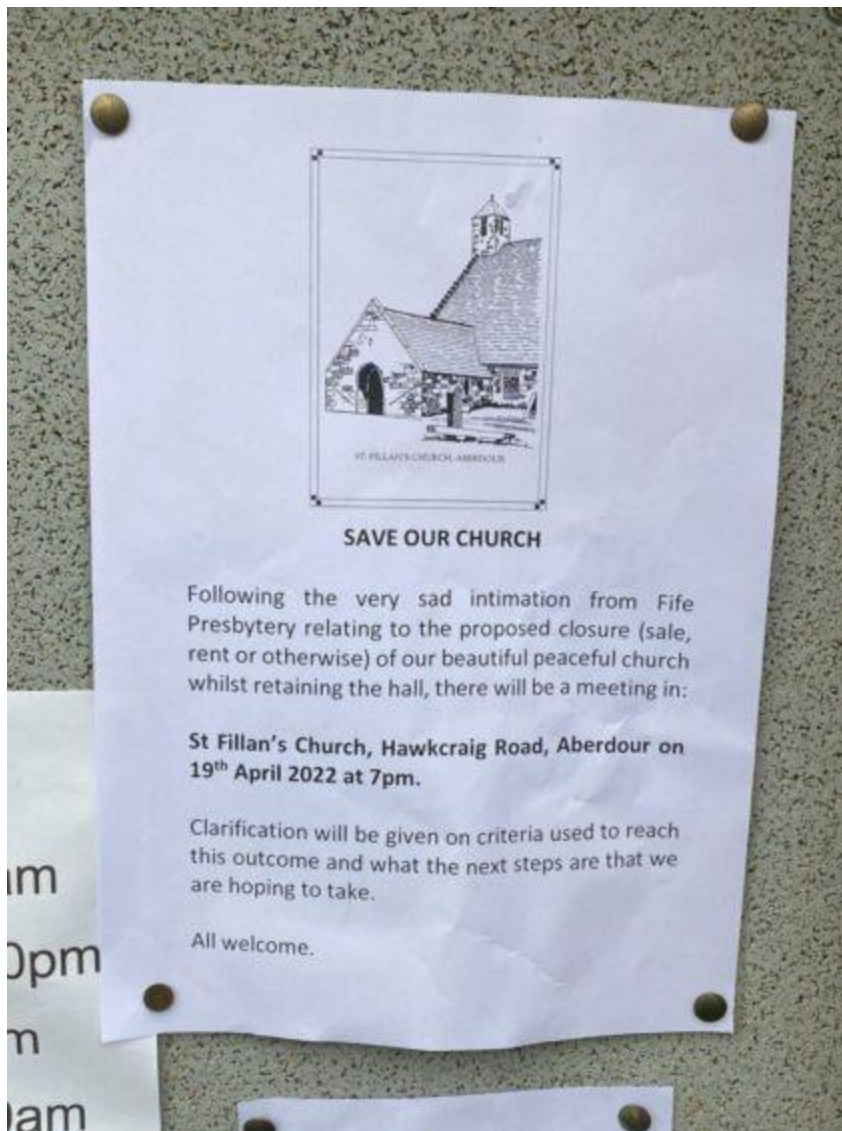 ST. FILLAN'S CHURCH, ABERDOUR
SAVE OUR CHURCH
Following the very sad intimation from Fife
Presbytery relating to the proposed closure (sale,
rent or otherwise) of our beautiful peaceful church
whilst retaining the hall, there will be a meeting in:
St Fillan's Church, Hawkcraig Road, Aberdour on
19th April 2022 at 7pm.
Clarification will be given on criteria used to reach
this outcome and what the next steps are that we
are hoping to take.
All welcome.
am
0pm
m
0am